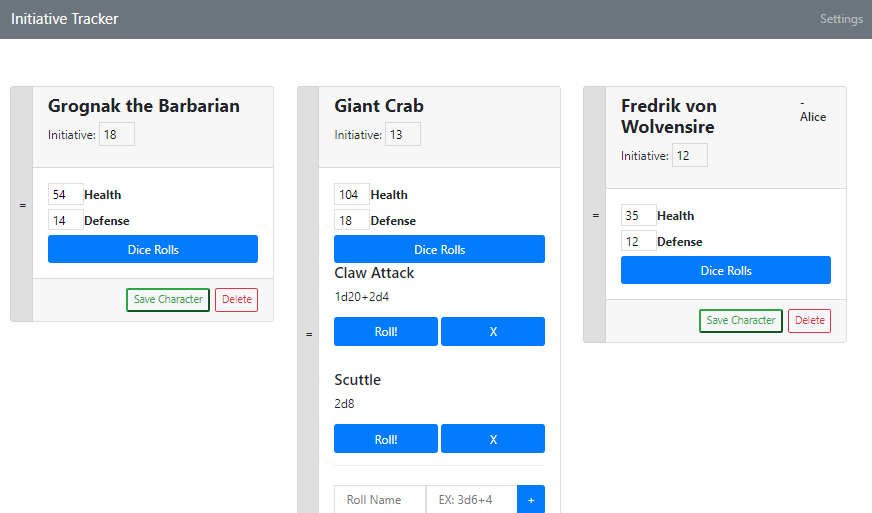 Initiative Tracker
Settings
Grognak the Barbarian
Initiative: 18
=
54 Health
14 Defense
Dice Rolls
Save Character Delete
Giant Crab
Initiative: 13
=
104 Health
18 Defense
Dice Rolls
Claw Attack
1d20+2d4
Roll! X
Scuttle
2d8
Roll! X
Roll Name EX: 3d6+4 +
Fredrik von
Wolvensire
-
Alice
Initiative: 12
=
35 Health
12 Defense
Dice Rolls
Save Character Delete